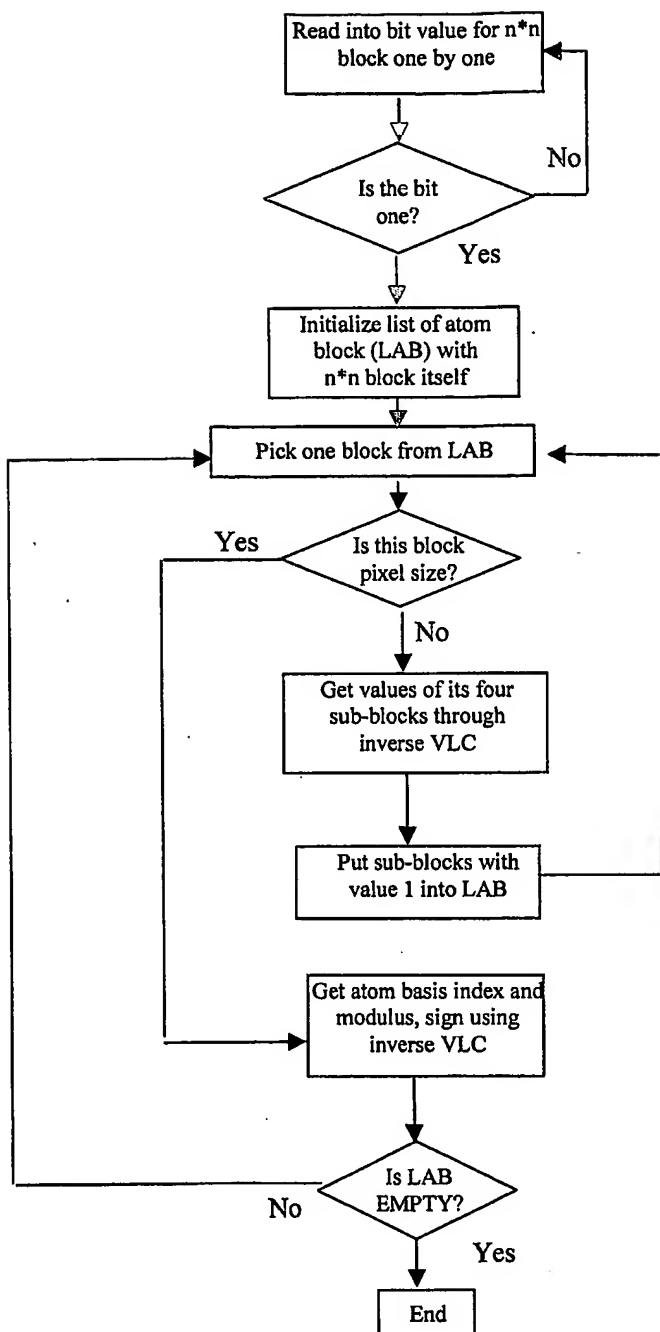 Read into bit value for n*n
block one by one
No
Is the bit
one?
Yes
Initialize list of atom
block (LAB) with
n*n block itself
Pick one block from LAB
Yes
Is this block
pixel size?
No
Get values of its four
sub-blocks through
inverse VLC
Put sub-blocks with
value 1 into LAB
Get atom basis index and
modulus, sign using
inverse VLC
Is LAB
EMPTY?
No
Yes
End